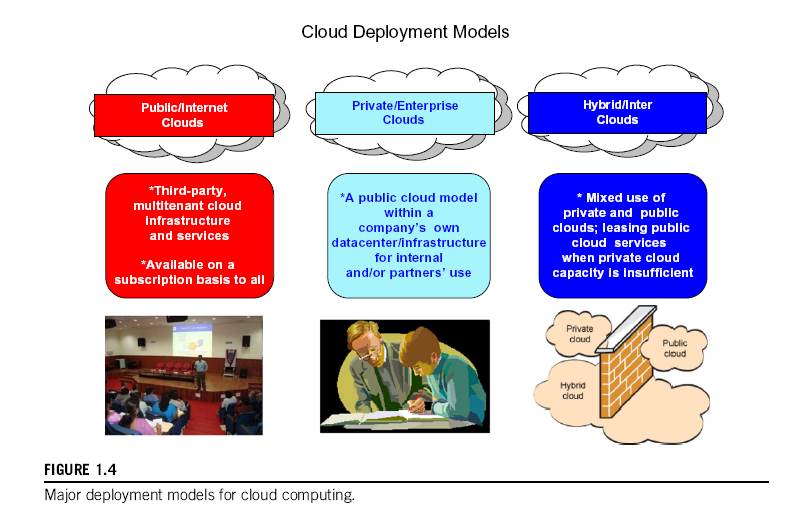 Cloud Deployment Models
Public/Internet
Clouds
Private/Enterprise
Clouds
Hybrid/Inter
Clouds
*Third-party,
multitenant cloud
infrastructure
and services
*Available on a
subscription basis to all
*A public cloud model
within a
company's own
datacenter/infrastructure
for internal
and/or partners' use
* Mixed use of
private and public
clouds; leasing public
cloud services
when private cloud
capacity is insufficient
Private
cloud
Public
cloud
Hybrid
cloud
FIGURE 1.4
Major deployment models for cloud computing.